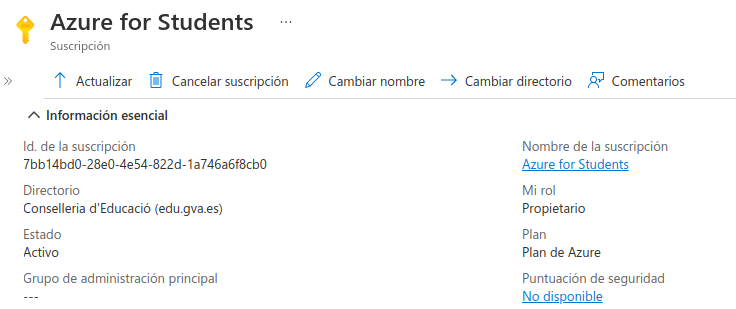 Azure for Students ...
Suscripción
» Actualizar Cancelar suscripción Cambiar nombre Cambiar directorio Comentarios
Información esencial
Id. de la suscripción Nombre de la suscripción
7bb14bd0-28e0-4e54-822d-1a746a6f8cb0 Azure for Students
Directorio Mi rol
Conselleria d'Educació (edu.gva.es) Propietario
Estado Plan
Activo Plan de Azure
Grupo de administración principal Puntuación de seguridad
--- No disponible